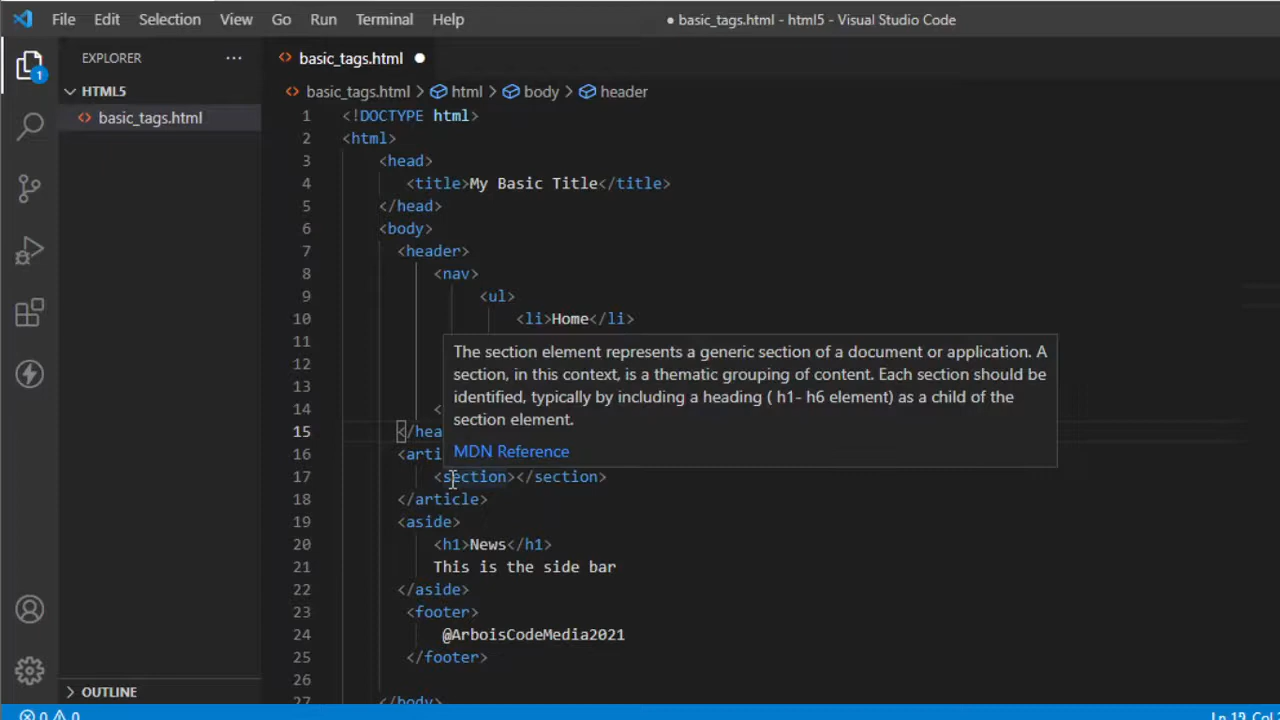 File Edit Selection View Go Run Terminal Help ● basic_tags.html - html5 - Visual Studio Code
EXPLORER ··· <> basic_tags.html ●
1
HTML5
<> basic_tags.html
<> basic_tags.html > html > body > header
1 <!DOCTYPE html>
2 <html>
3 <head>
4 <title>My Basic Title</title>
5 </head>
6 <body>
7 <header>
8 <nav>
9 <ul>
10 <li>Home</li>
11
12
13
14 <
15 </hea
16 <arti
17 <section></section>
18 </article>
19 <aside>
20 <h1>News</h1>
21 This is the side bar
22 </aside>
23 <footer>
24 @ArboisCodeMedia2021
25 </footer>
26
27 </body>
The section element represents a generic section of a document or application. A
section, in this context, is a thematic grouping of content. Each section should be
identified, typically by including a heading ( h1- h6 element) as a child of the
section element.
MDN Reference
OUTLINE
0 0